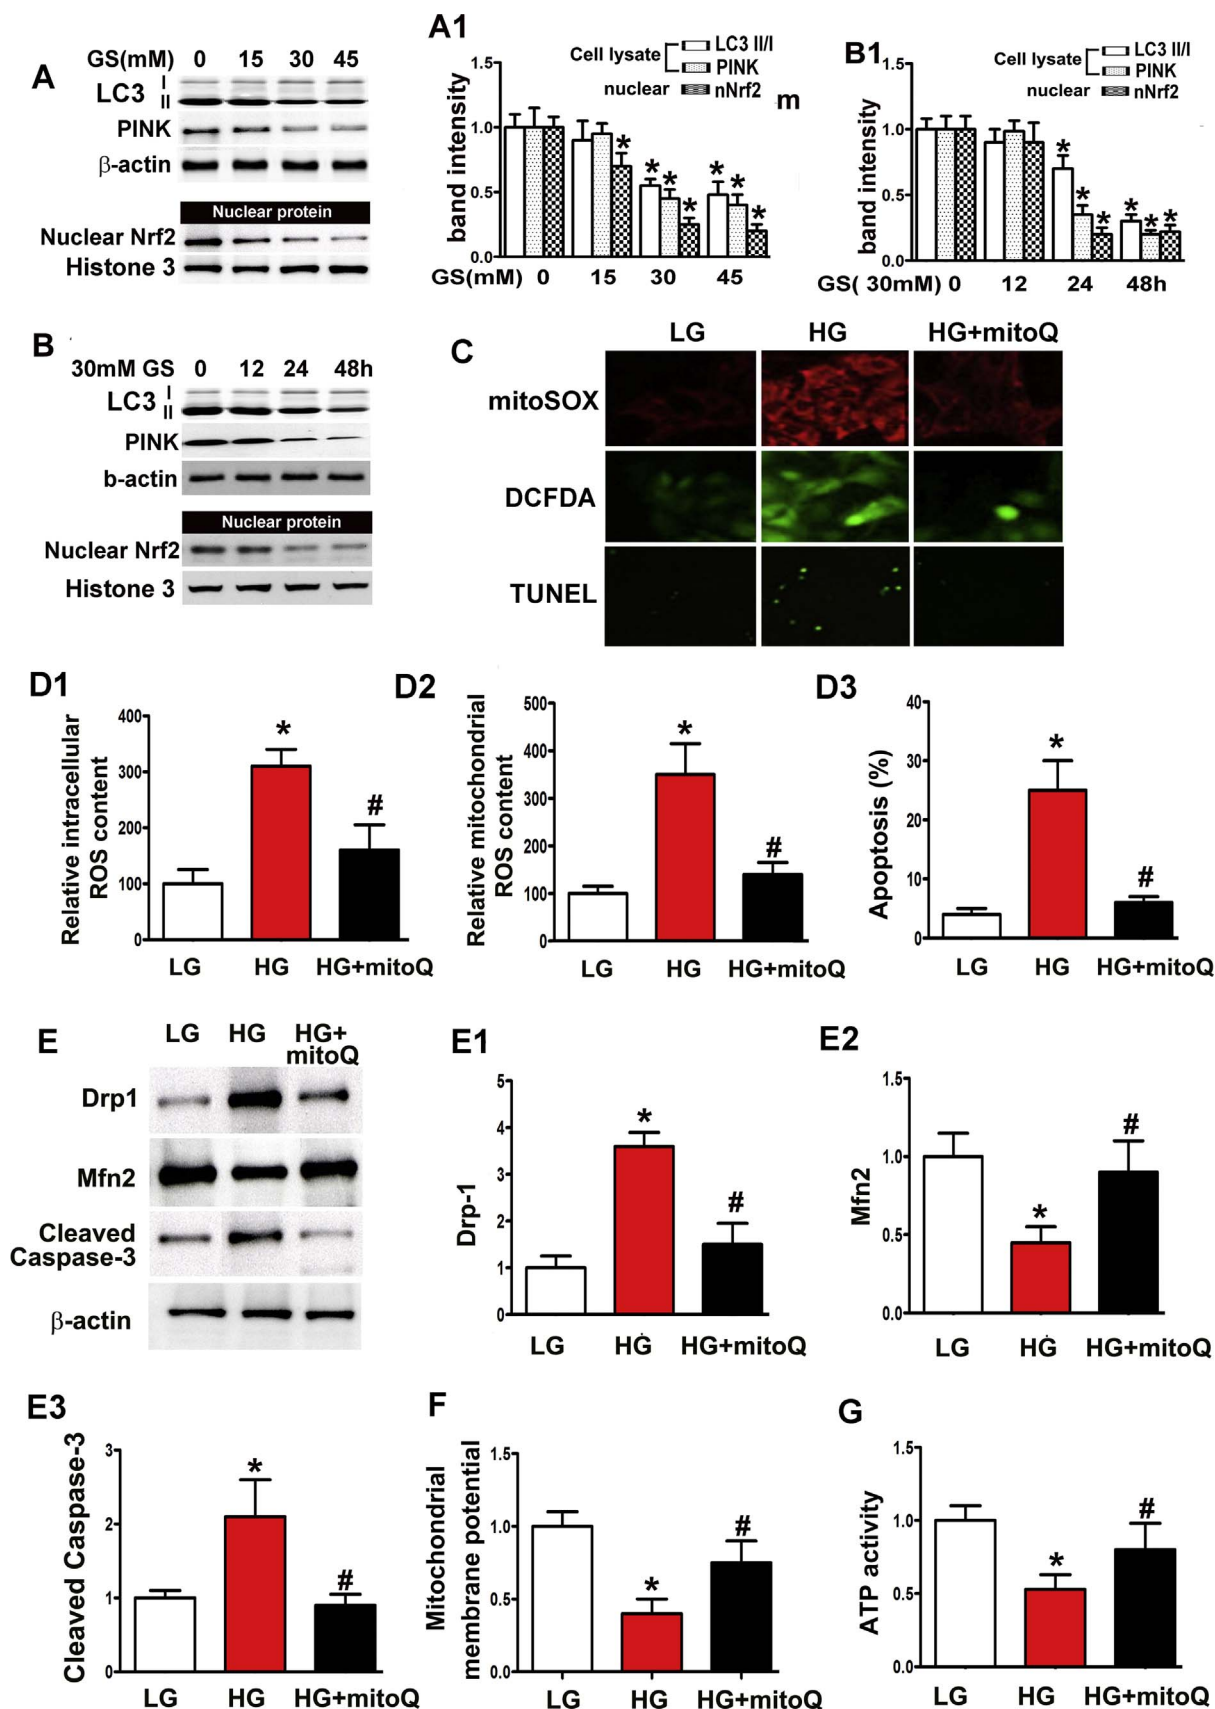 A
GS(mM) 0 15 30 45
LC3 I
II
PINK
β-actin
Nuclear protein
Nuclear Nrf2
Histone 3
A1
Cell lysate LC3 II/I
PINK
nuclear nNrf2
m
band intensity
1.5
1.0
0.5
0.0
* * * * * * *
GS(mM) 0 15 30 45
B1
Cell lysate LC3 II/I
PINK
nuclear nNrf2
band intensity
1.5
1.0
0.5
0.0
* * * * * *
GS( 30mM) 0 12 24 48h
B
30mM GS 0 12 24 48h
LC3 I
II
PINK
b-actin
Nuclear protein
Nuclear Nrf2
Histone 3
C
LG HG HG+mitoQ
mitoSOX
DCFDA
TUNEL
D1
Relative intracellular
ROS content
400
300
200
100
0
*
#
LG HG HG+mitoQ
D2
Relative mitochondrial
ROS content
500
400
300
200
100
0
*
#
LG HG HG+mitoQ
D3
Apoptosis (%)
40
30
20
10
0
*
#
LG HG HG+mitoQ
E
LG HG HG+
mitoQ
Drp1
Mfn2
Cleaved
Caspase-3
β-actin
E1
Drp-1
5
4
3
2
1
0
*
#
LG HG HG+mitoQ
E2
Mfn2
1.5
1.0
0.5
0.0
*
#
LG HG HG+mitoQ
E3
Cleaved Caspase-3
3
2
1
0
*
#
LG HG HG+mitoQ
F
Mitochondrial
membrane potential
1.5
1.0
0.5
0.0
*
#
LG HG HG+mitoQ
G
ATP activity
1.5
1.0
0.5
0.0
*
#
LG HG HG+mitoQ